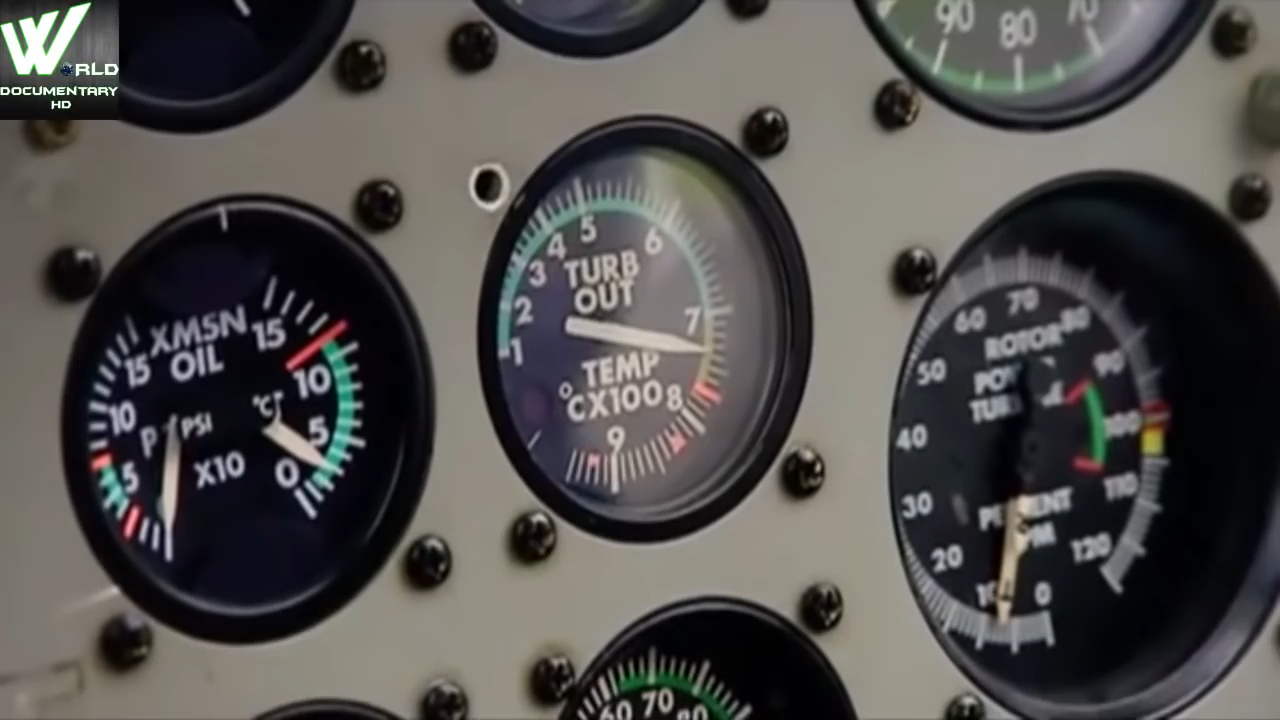 WORLD
DOCUMENTARY
HD
90 80 70
XMSN
OIL
15 10 5
PSI
X10
°C
15 10 5 0
1 2 3 4 5 6 7 8 9
TURB
OUT
TEMP
°CX100
ROTOR
0 20 30 40 50 60 70 80 90 100 110 120
60 70 80